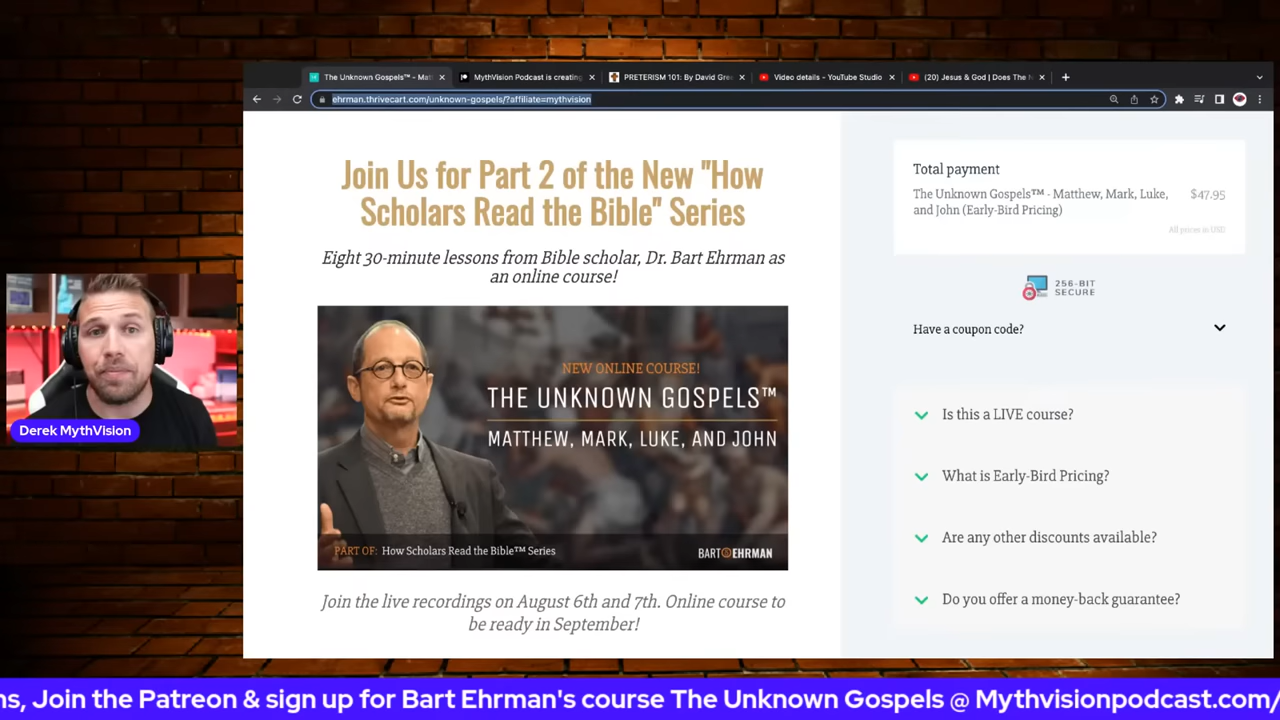 The Unknown Gospels™ - Mat
MythVision Podcast is creating
PRETERISM 101: By David Gre
Video details - YouTube Studio
(20) Jesus & God | Does The N
ehrman.thrivecart.com/unknown-gospels/?affiliate=mythvision
Join Us for Part 2 of the New "How
Scholars Read the Bible" Series
Eight 30-minute lessons from Bible scholar, Dr. Bart Ehrman as
an online course!
NEW ONLINE COURSE!
THE UNKNOWN GOSPELS™
MATTHEW, MARK, LUKE, AND JOHN
PART OF: How Scholars Read the Bible™ Series
BART EHRMAN
Join the live recordings on August 6th and 7th. Online course to
be ready in September!
Total payment
The Unknown Gospels™ - Matthew, Mark, Luke, $47.95
and John (Early-Bird Pricing)
All prices in USD
256-BIT
SECURE
Have a coupon code?
Is this a LIVE course?
What is Early-Bird Pricing?
Are any other discounts available?
Do you offer a money-back guarantee?
Derek MythVision
ns, Join the Patreon & sign up for Bart Ehrman's course The Unknown Gospels @ Mythvisionpodcast.com/